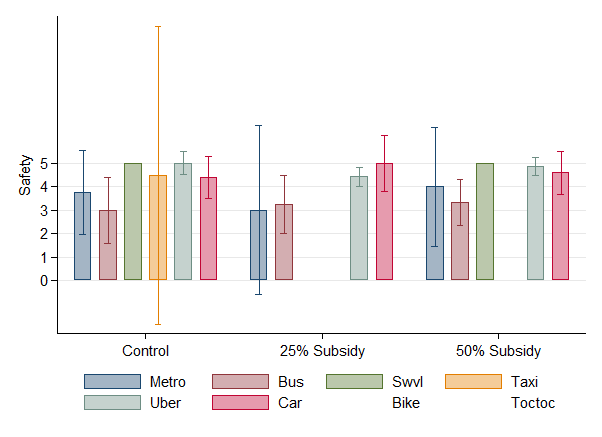 Safety
5
4
3
2
1
0
Control 25% Subsidy 50% Subsidy
Metro Bus Swvl Taxi
Uber Car Bike Toctoc